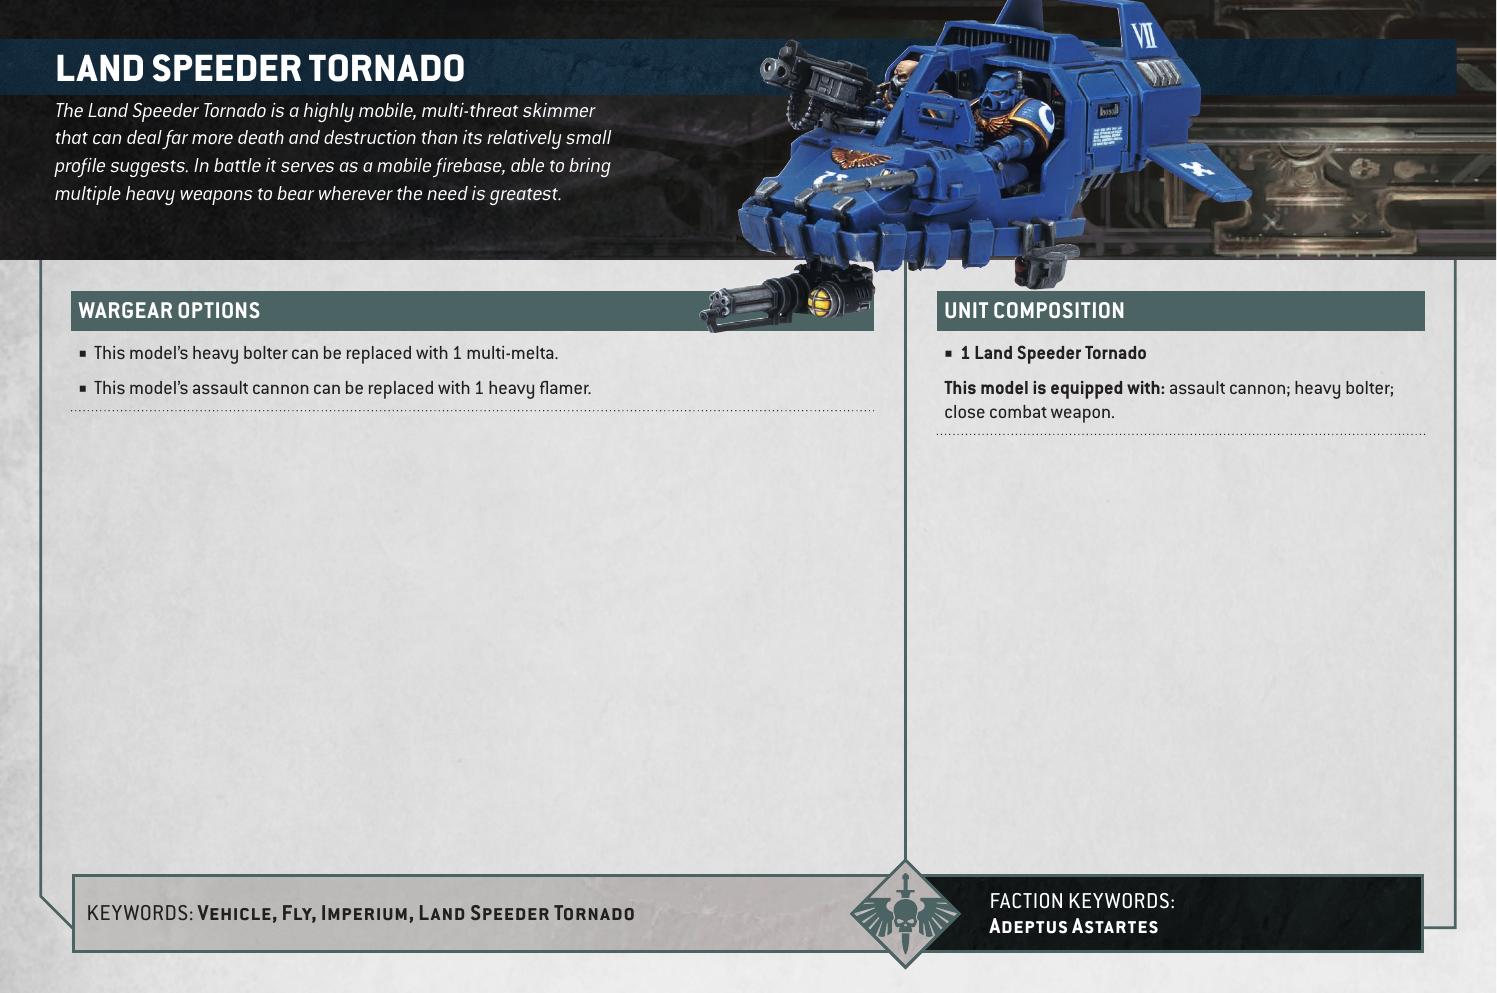 LAND SPEEDER TORNADO
The Land Speeder Tornado is a highly mobile, multi-threat skimmer
that can deal far more death and destruction than its relatively small
profile suggests. In battle it serves as a mobile firebase, able to bring
multiple heavy weapons to bear wherever the need is greatest.
VII
WARGEAR OPTIONS
▪ This model's heavy bolter can be replaced with 1 multi-melta.
▪ This model's assault cannon can be replaced with 1 heavy flamer.
UNIT COMPOSITION
▪ 1 Land Speeder Tornado
This model is equipped with: assault cannon; heavy bolter;
close combat weapon.
KEYWORDS: VEHICLE, FLY, IMPERIUM, LAND SPEEDER TORNADO
FACTION KEYWORDS:
ADEPTUS ASTARTES